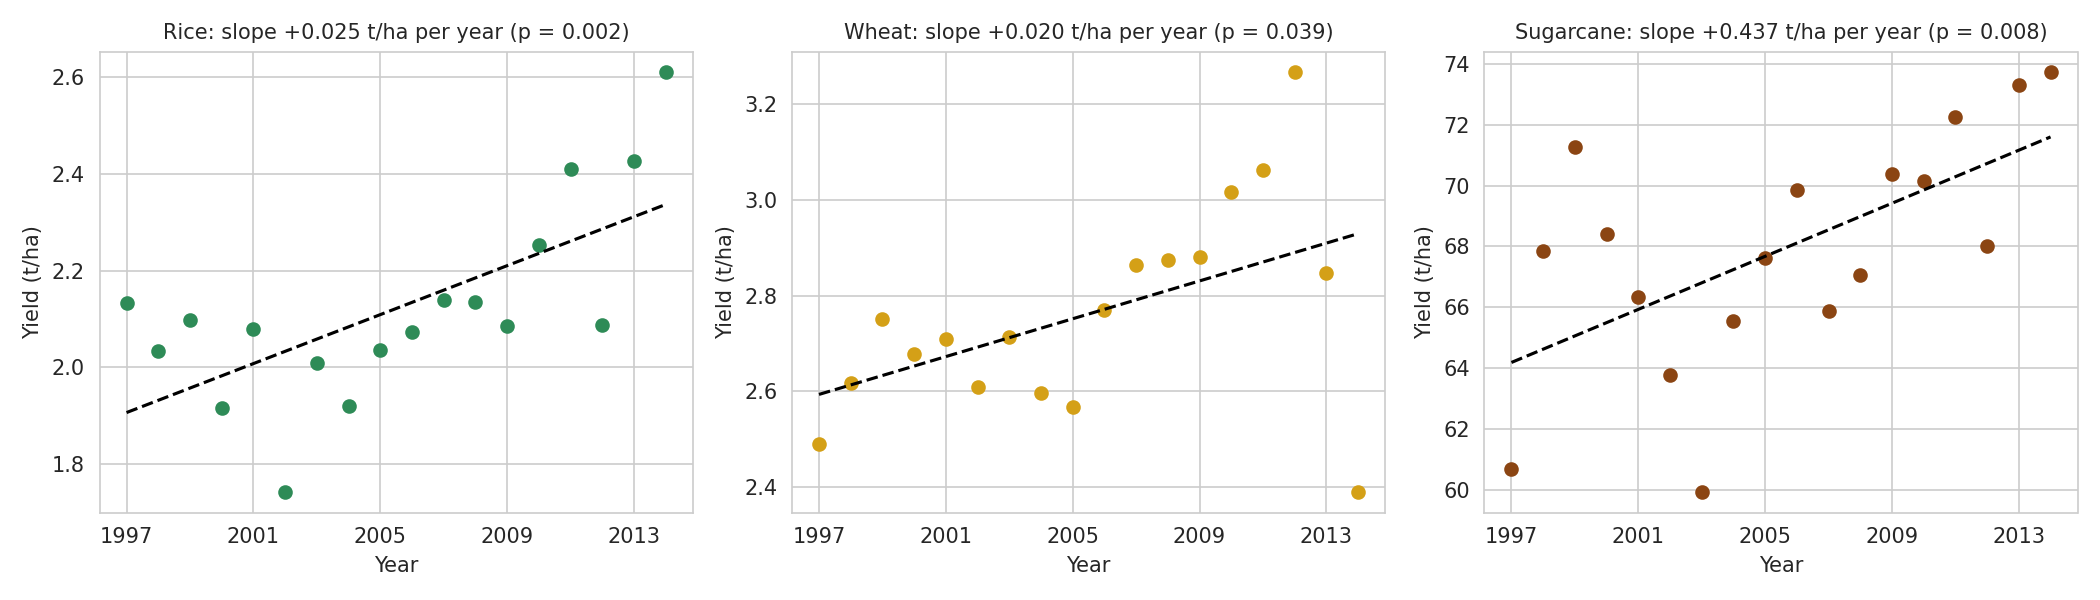 Rice: slope +0.025 t/ha per year (p = 0.002)
Yield (t/ha)
2.6
2.4
2.2
2.0
1.8
1997 2001 2005 2009 2013
Year
Wheat: slope +0.020 t/ha per year (p = 0.039)
Yield (t/ha)
3.2
3.0
2.8
2.6
2.4
1997 2001 2005 2009 2013
Year
Sugarcane: slope +0.437 t/ha per year (p = 0.008)
Yield (t/ha)
74
72
70
68
66
64
62
60
1997 2001 2005 2009 2013
Year